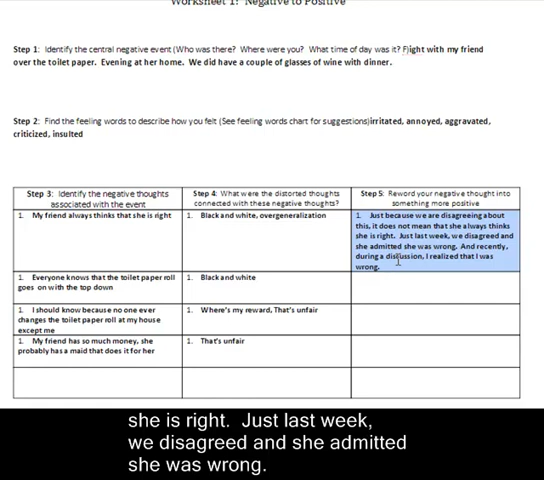 Worksheet 1: Negative to Positive
Step 1: Identify the central negative event (Who was there? Where were you? What time of day was it? F)ight with my friend
over the toilet paper. Evening at her home. We did have a couple of glasses of wine with dinner.
Step 2: Find the feeling words to describe how you felt (See feeling words chart for suggestions)irritated, annoyed, aggravated,
criticized, insulted
Step 3: Identify the negative thoughts
associated with the event
Step 4: What were the distorted thoughts
connected with these negative thoughts?
Step 5: Reword your negative thought into
something more positive
1. My friend always thinks that she is right
1. Black and white, overgeneralization
1. Just because we are disagreeing about
this, it does not mean that she always thinks
she is right. Just last week, we disagreed and
she admitted she was wrong. And recently,
during a discussion, I realized that I was
wrong.
1. Everyone knows that the toilet paper roll
goes on with the top down
1. Black and white
1. I should know because no one ever
changes the toilet paper roll at my house
except me
1. Where's my reward, That's unfair
1. My friend has so much money, she
probably has a maid that does it for her
1. That's unfair
she is right. Just last week,
we disagreed and she admitted
she was wrong.